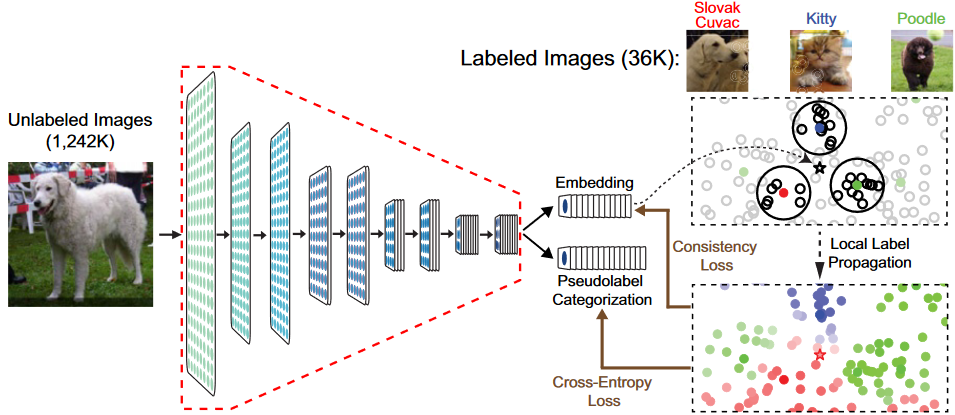 Slovak
Cuvac
Kitty
Poodle
Labeled Images (36K):
Unlabeled Images
(1,242K)
Embedding
Pseudolabel
Categorization
Consistency
Loss
Local Label
Propagation
Cross-Entropy
Loss